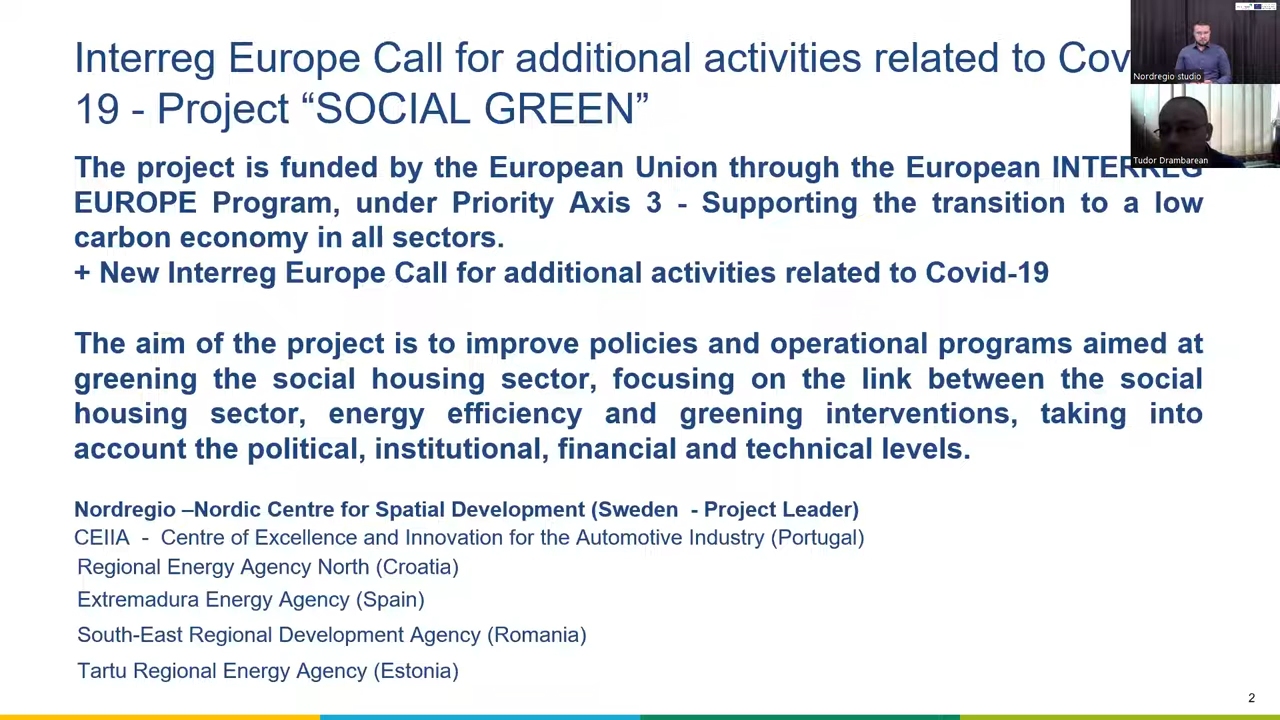 Interreg Europe Call for additional activities related to Cov
19 - Project “SOCIAL GREEN”
Nordregio studio
Tudor Drambarean
The project is funded by the European Union through the European INTERREG
EUROPE Program, under Priority Axis 3 - Supporting the transition to a low
carbon economy in all sectors.
+ New Interreg Europe Call for additional activities related to Covid-19
The aim of the project is to improve policies and operational programs aimed at
greening the social housing sector, focusing on the link between the social
housing sector, energy efficiency and greening interventions, taking into
account the political, institutional, financial and technical levels.
Nordregio –Nordic Centre for Spatial Development (Sweden - Project Leader)
CEIIA - Centre of Excellence and Innovation for the Automotive Industry (Portugal)
Regional Energy Agency North (Croatia)
Extremadura Energy Agency (Spain)
South-East Regional Development Agency (Romania)
Tartu Regional Energy Agency (Estonia)
2